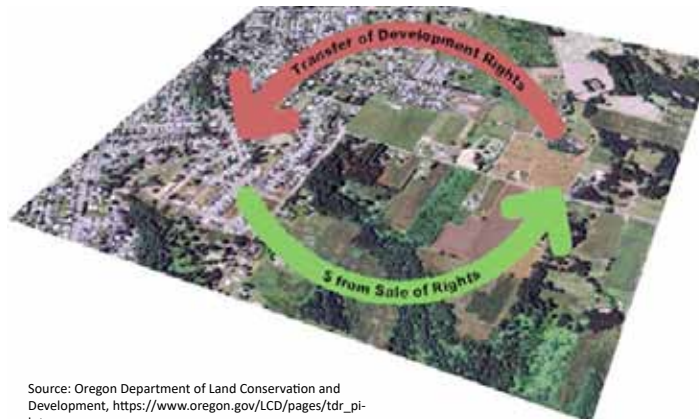 Transfer of Development Rights
$ from Sale of Rights
Source: Oregon Department of Land Conservation and
Development, https://www.oregon.gov/LCD/pages/tdr_pi-